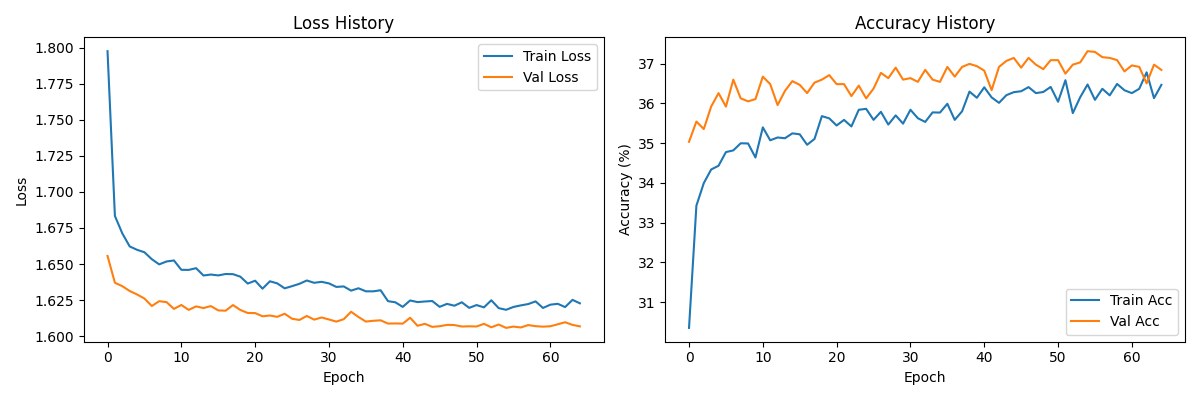 Loss History
1.800
1.775
1.750
1.725
1.700
1.675
1.650
1.625
1.600
Loss
0 10 20 30 40 50 60
Epoch
Train Loss
Val Loss
Accuracy History
37
36
35
34
33
32
31
Accuracy (%)
0 10 20 30 40 50 60
Epoch
Train Acc
Val Acc